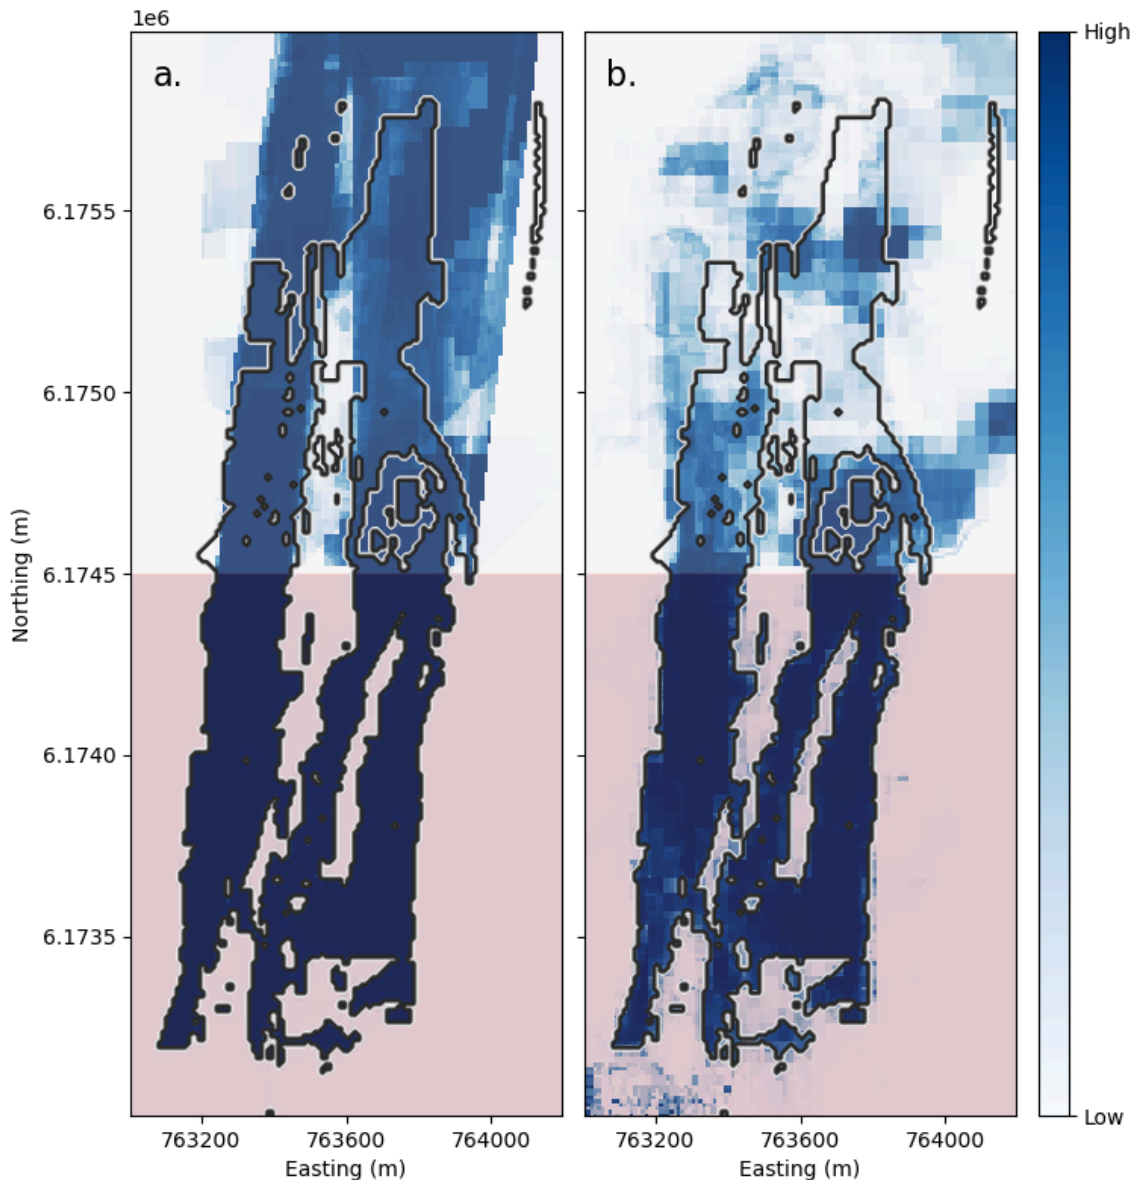 1e6
a.
b.
High
6.1755
6.1750
6.1745
6.1740
6.1735
Northing (m)
Low
763200
763600
764000
763200
763600
764000
Easting (m)
Easting (m)